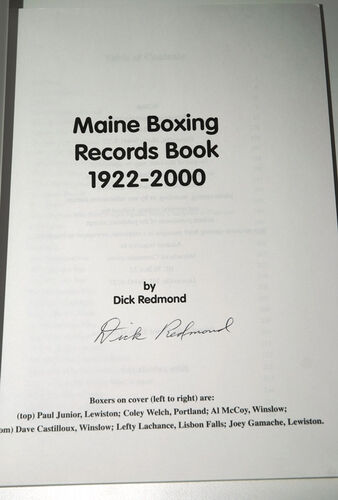 Maine Boxing
Records Book
1922-2000
by
Dick Redmond
Dick Redmond
Boxers on cover (left to right) are:
(top) Paul Junior, Lewiston; Coley Welch, Portland; Al McCoy, Winslow;
om) Dave Castilloux, Winslow; Lefty Lachance, Lisbon Falls; Joey Gamache, Lewiston.